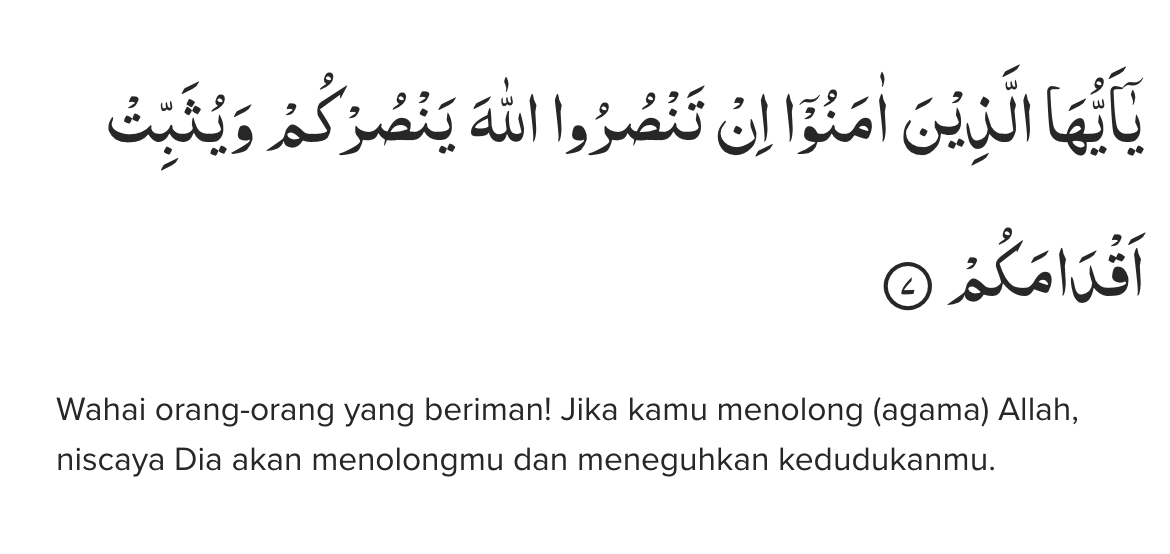 يٰٓاَيُّهَا الَّذِيْنَ اٰمَنُوْٓا اِنْ تَنْصُرُوا اللّٰهَ يَنْصُرْكُمْ وَيُثَبِّتْ
اَقْدَامَكُمْ ٧
Wahai orang-orang yang beriman! Jika kamu menolong (agama) Allah,
niscaya Dia akan menolongmu dan meneguhkan kedudukanmu.